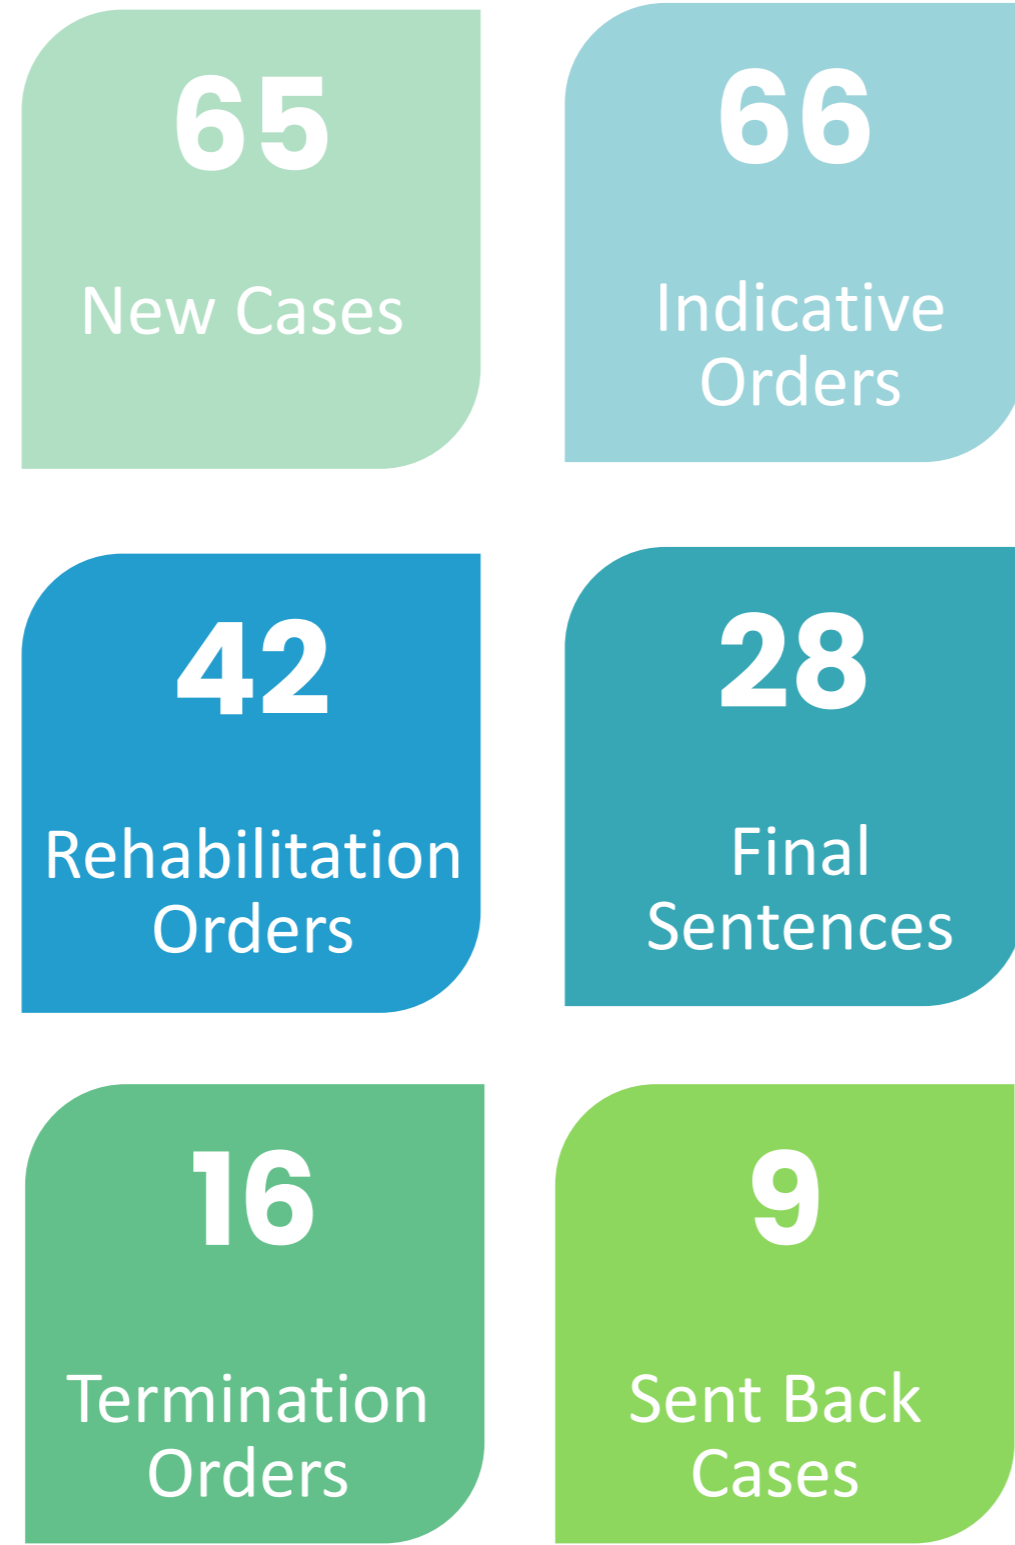 65
New Cases
66
Indicative
Orders
42
Rehabilitation
Orders
28
Final
Sentences
16
Termination
Orders
9
Sent Back
Cases